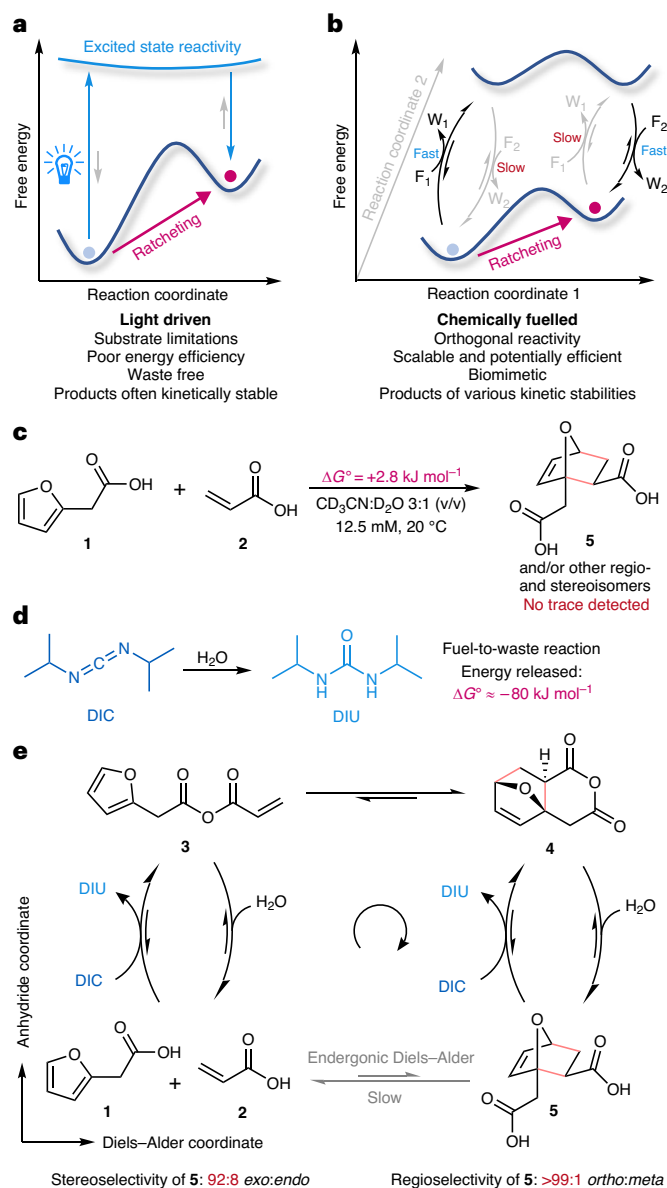 a
Excited state reactivity
Free energy
Ratcheting
Reaction coordinate
Light driven
Substrate limitations
Poor energy efficiency
Waste free
Products often kinetically stable
b
Free energy
Reaction coordinate 2
W1
Fast
F1
F2
Slow
W2
W1
Slow
F1
F2
Fast
W2
Ratcheting
Reaction coordinate 1
Chemically fuelled
Orthogonal reactivity
Scalable and potentially efficient
Biomimetic
Products of various kinetic stabilities
c
O
O
OH
1
+
O
OH
2
ΔG° = +2.8 kJ mol⁻¹
CD3CN:D2O 3:1 (v/v)
12.5 mM, 20 °C
O
O
OH
O
OH
5
and/or other regio-
and stereoisomers
No trace detected
d
N
C
N
DIC
H2O
O
N
H
N
H
DIU
Fuel-to-waste reaction
Energy released:
ΔG° ≈ −80 kJ mol⁻¹
e
O
O
O
O
3
H
O
O
O
O
4
Anhydride coordinate
DIU
DIC
H2O
DIU
DIC
H2O
O
O
OH
1
+
O
OH
2
Endergonic Diels–Alder
Slow
O
O
OH
O
OH
5
Diels–Alder coordinate
Stereoselectivity of 5: 92:8 exo:endo
Regioselectivity of 5: >99:1 ortho:meta